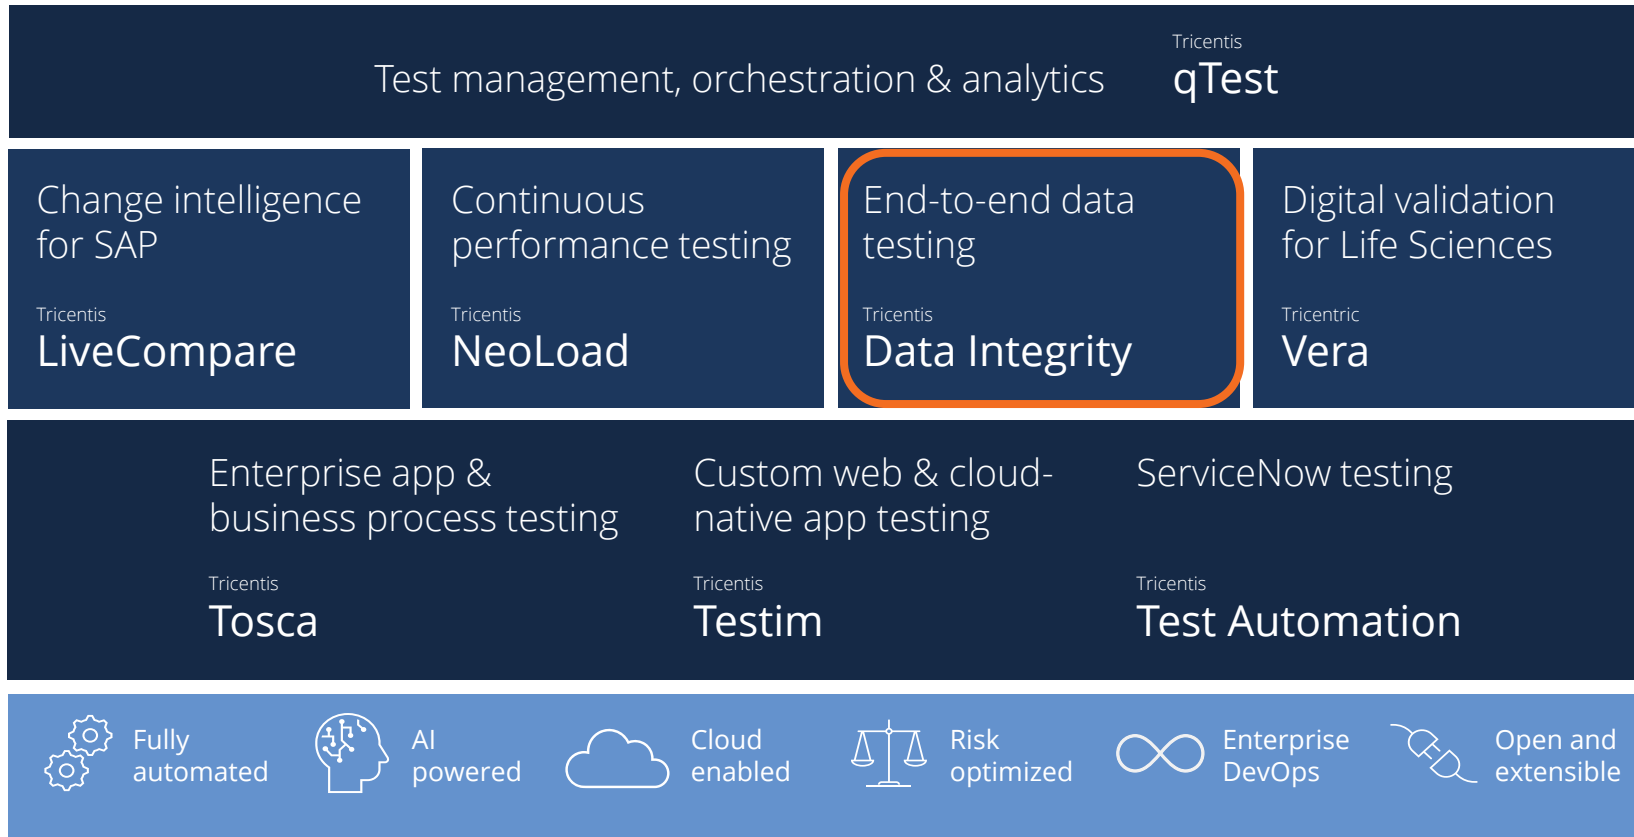 Tricentis
Test management, orchestration & analytics qTest
Change intelligence
for SAP
Tricentis
LiveCompare
Continuous
performance testing
Tricentis
NeoLoad
End-to-end data
testing
Tricentis
Data Integrity
Digital validation
for Life Sciences
Tricentric
Vera
Enterprise app &
business process testing
Tricentis
Tosca
Custom web & cloud-
native app testing
Tricentis
Testim
ServiceNow testing
Tricentis
Test Automation
Fully
automated
AI
powered
Cloud
enabled
Risk
optimized
Enterprise
DevOps
Open and
extensible